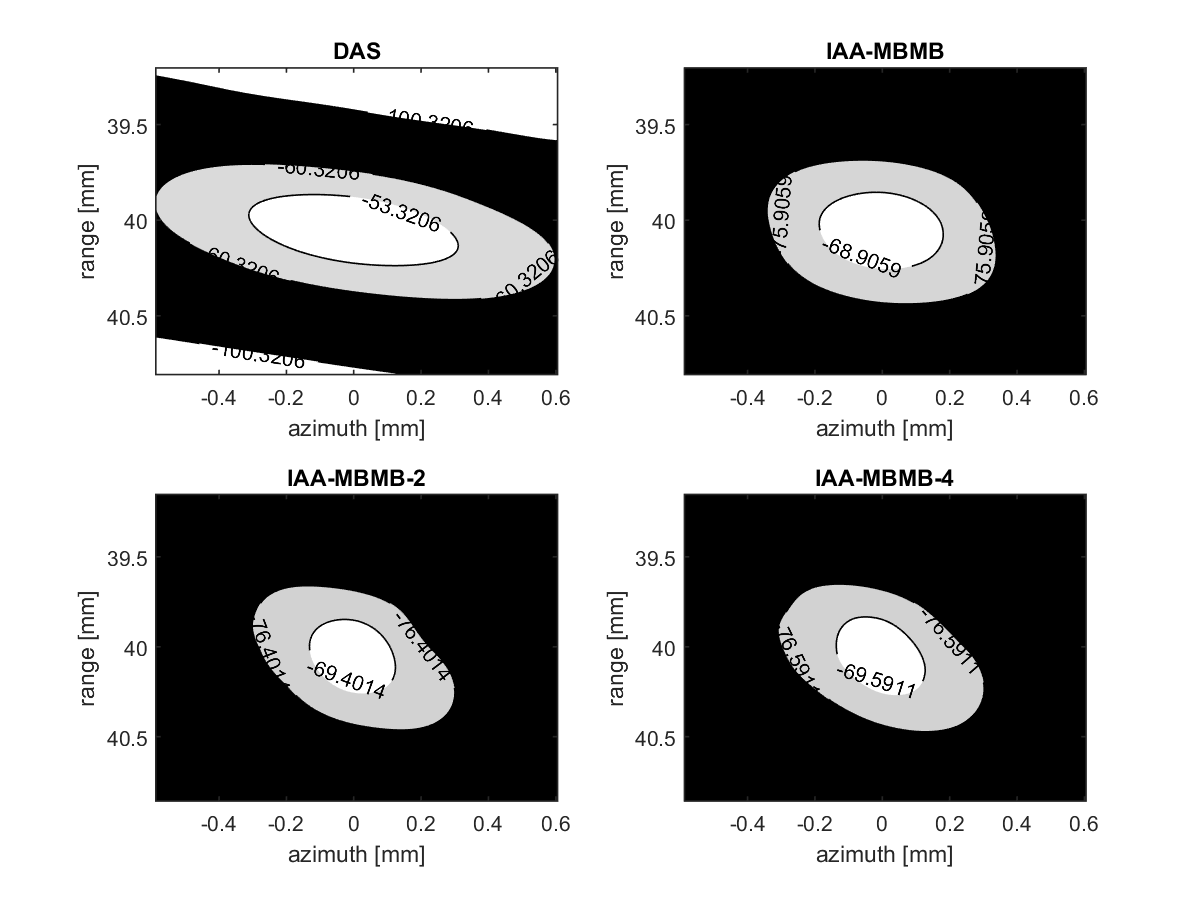 DAS
39.5
40
40.5
range [mm]
-100.3206
-60.3206
-53.3206
-60.3206
-60.3206
-100.3206
-0.4 -0.2 0 0.2 0.4 0.6
azimuth [mm]
IAA-MBMB
39.5
40
40.5
range [mm]
75.9059
-68.9059
75.9059
-0.4 -0.2 0 0.2 0.4 0.6
azimuth [mm]
IAA-MBMB-2
39.5
40
40.5
range [mm]
-76.4014
-76.4014
-69.4014
-0.4 -0.2 0 0.2 0.4 0.6
azimuth [mm]
IAA-MBMB-4
39.5
40
40.5
range [mm]
-76.5911
76.5911
-69.5911
-0.4 -0.2 0 0.2 0.4 0.6
azimuth [mm]